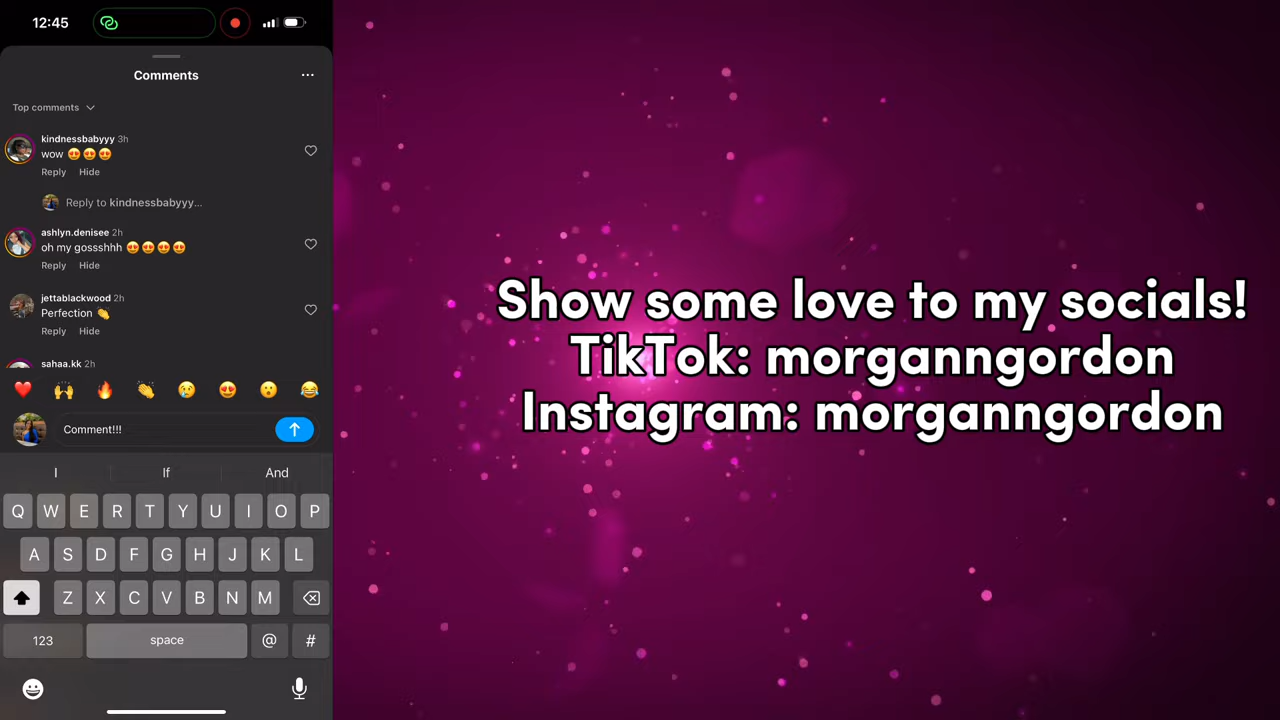 12:45
Comments
Top comments
kindnessbabyyy 3h
wow 😍😍😍
Reply Hide
Reply to kindnessbabyyy...
ashlyn.denisee 2h
oh my gossshhh 😍😍😍😍
Reply Hide
jettablackwood 2h
Perfection 👏
Reply Hide
sahaa.kk 2h
Comment!!!
I If And
Q W E R T Y U I O P
A S D F G H J K L
Z X C V B N M
123 space @ #
Show some love to my socials!
TikTok: morganngordon
Instagram: morganngordon